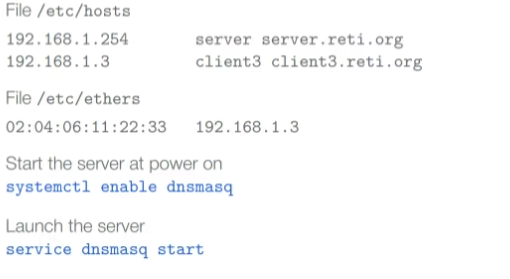 File /etc/hosts
192.168.1.254 server server.reti.org
192.168.1.3 client3 client3.reti.org
File /etc/ethers
02:04:06:11:22:33 192.168.1.3
Start the server at power on
systemctl enable dnsmasq
Launch the server
service dnsmasq start